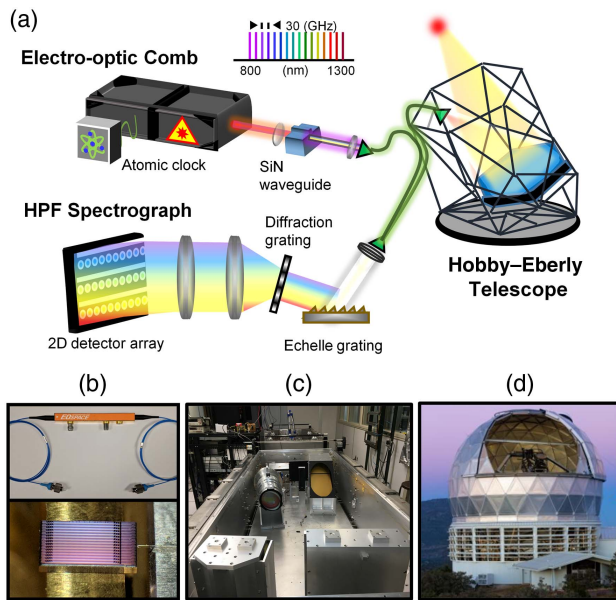 (a)
30 (GHz)
Electro-optic Comb
800 (nm) 1300
Atomic clock
SiN
waveguide
HPF Spectrograph
Diffraction
grating
Hobby–Eberly
Telescope
2D detector array
Echelle grating
(b) (c) (d)
EOSPACE